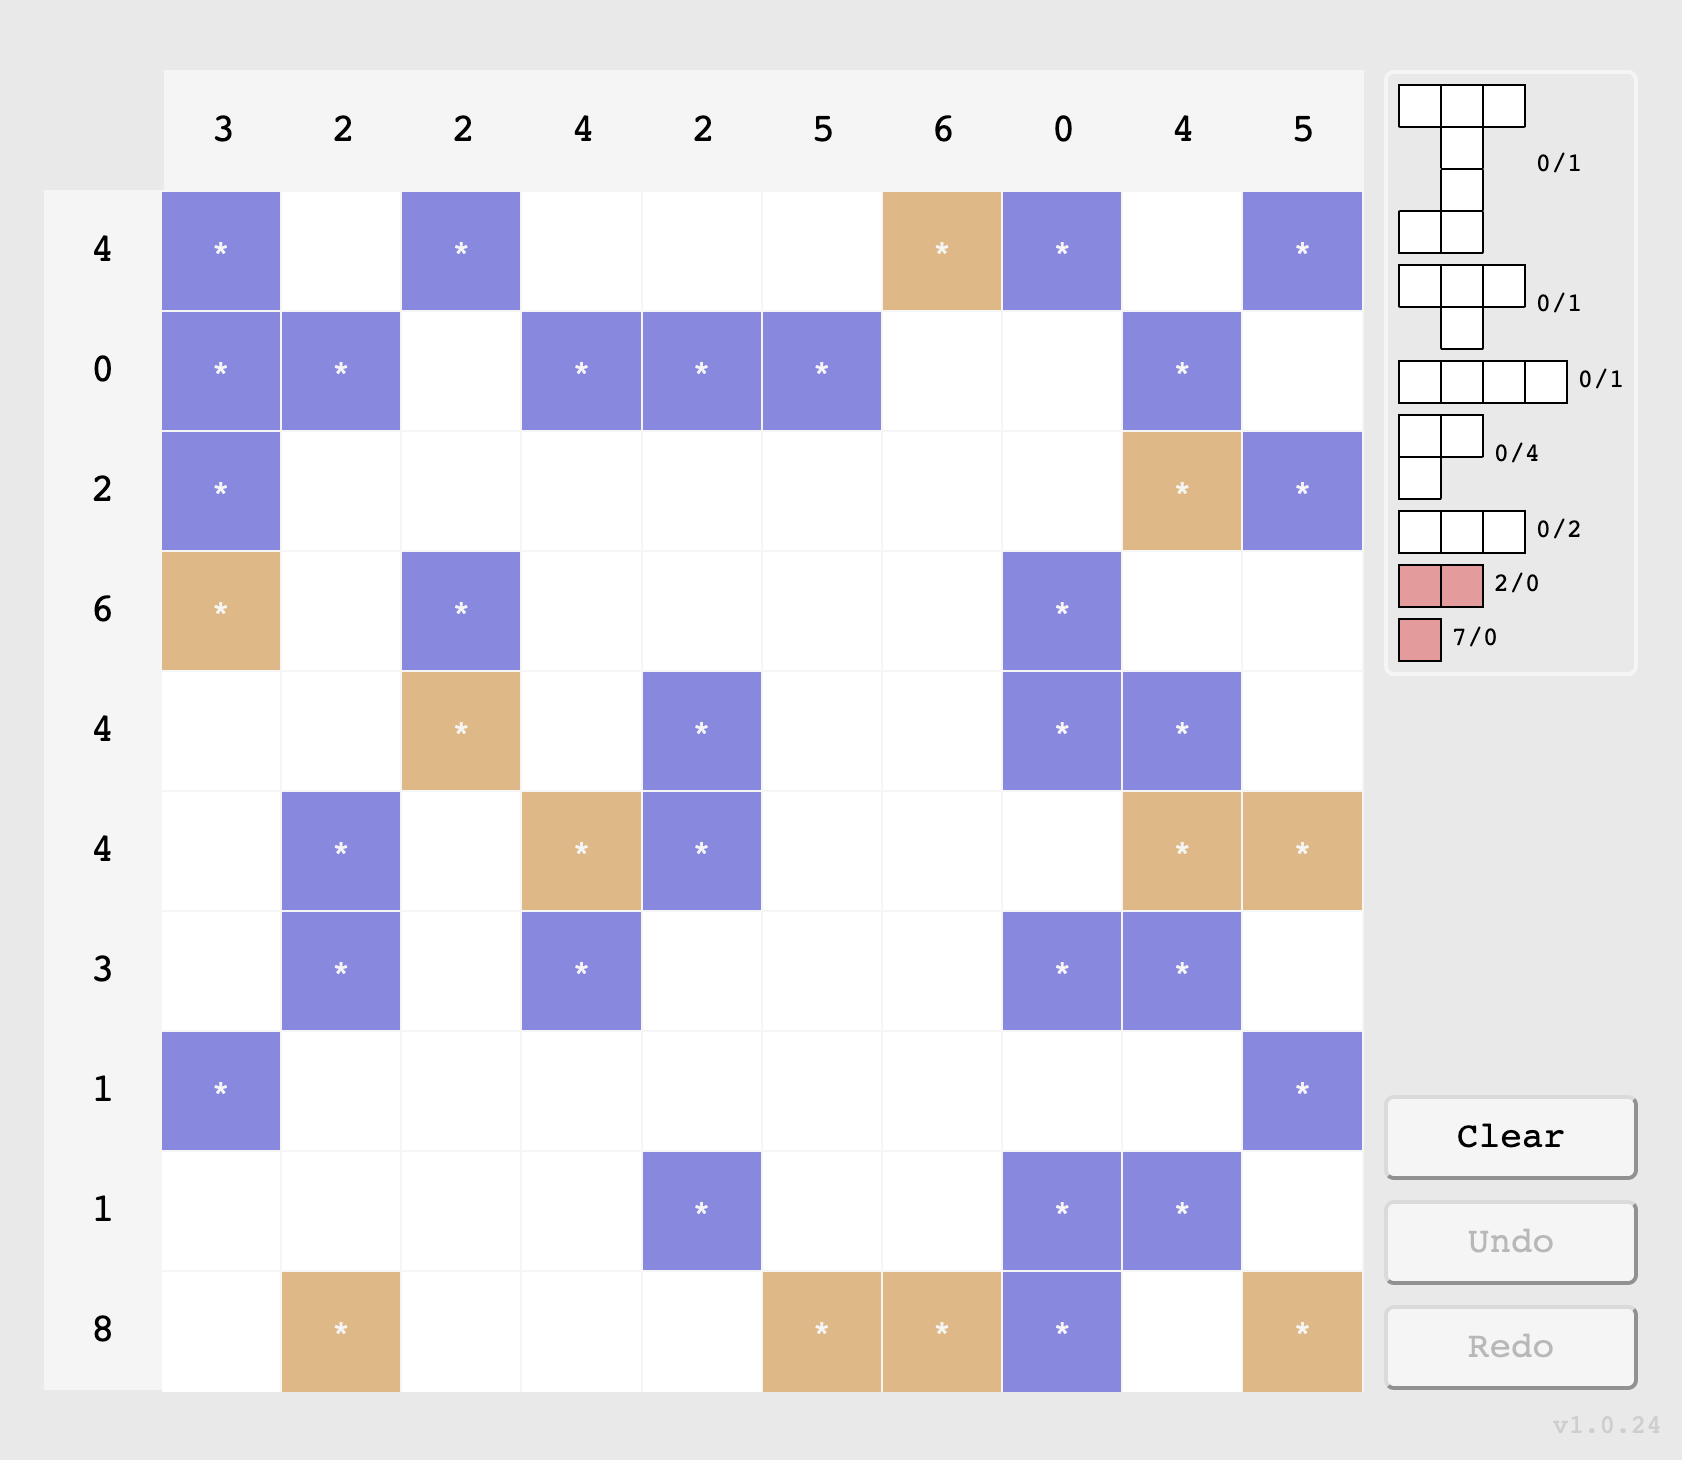 3 2 2 4 2 5 6 0 4 5
4 * * * * *
0 * * * * * *
2 * * *
6 * * *
4 * * * *
4 * * * * *
3 * * * *
1 * *
1 * * *
8 * * * * *
0/1
0/1
0/1
0/4
0/2
2/0
7/0
Clear
Undo
Redo
v1.0.24